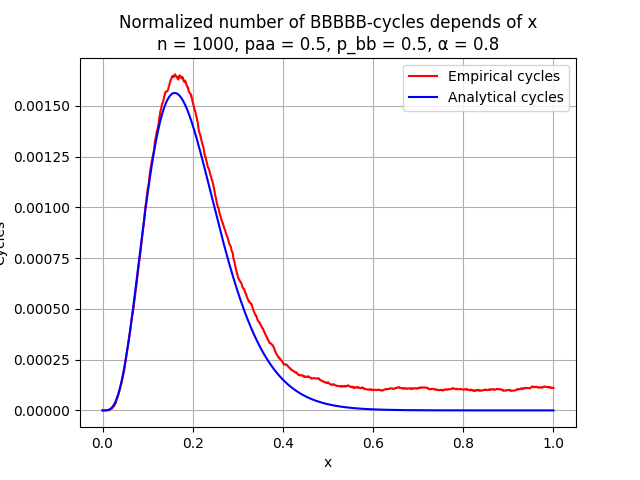 Normalized number of BBBBB-cycles depends of x
n = 1000, paa = 0.5, p_bb = 0.5, α = 0.8
Empirical cycles
Analytical cycles
0.00150
0.00125
0.00100
0.00075
0.00050
0.00025
0.00000
0.0 0.2 0.4 0.6 0.8 1.0
x